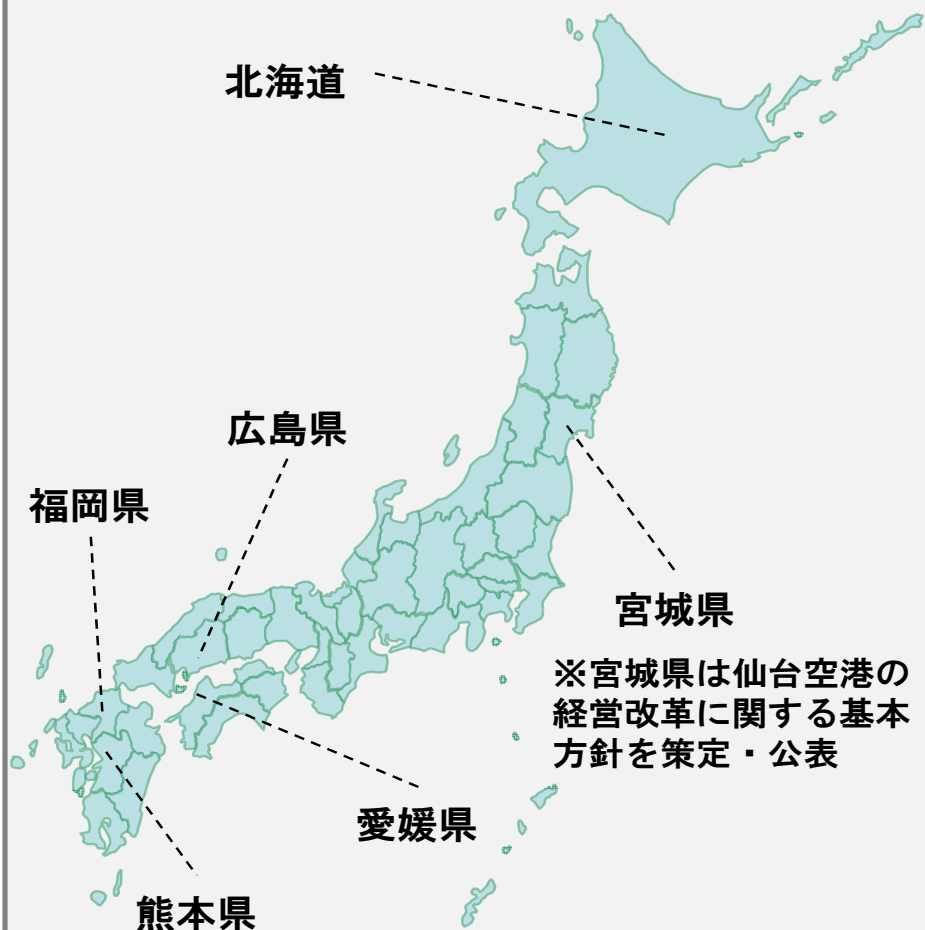 北海道
広島県
福岡県
宮城県
※宮城県は仙台空港の
経営改革に関する基本
方針を策定・公表
愛媛県
熊本県